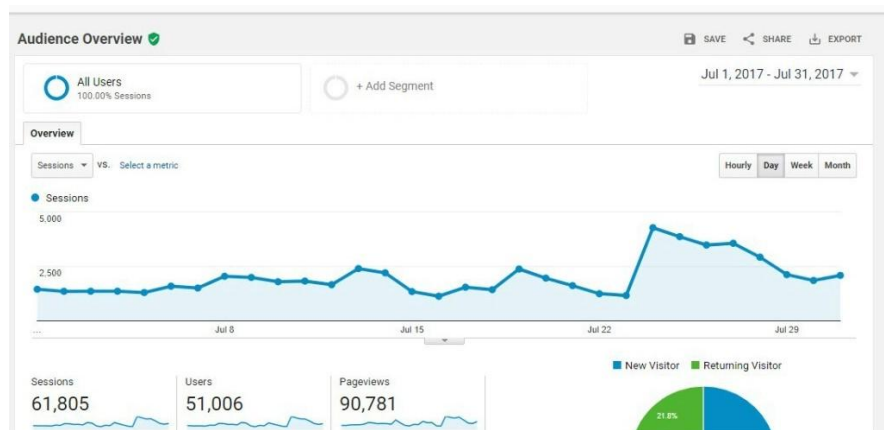 Audience Overview
SAVE SHARE EXPORT
All Users
100.00% Sessions
+ Add Segment
Jul 1, 2017 - Jul 31, 2017
Overview
Sessions VS. Select a metric
Hourly Day Week Month
Sessions
5,000
2,500
... Jul 8 Jul 15 Jul 22 Jul 29
New Visitor Returning Visitor
Sessions Users Pageviews
61,805 51,006 90,781
21.8%